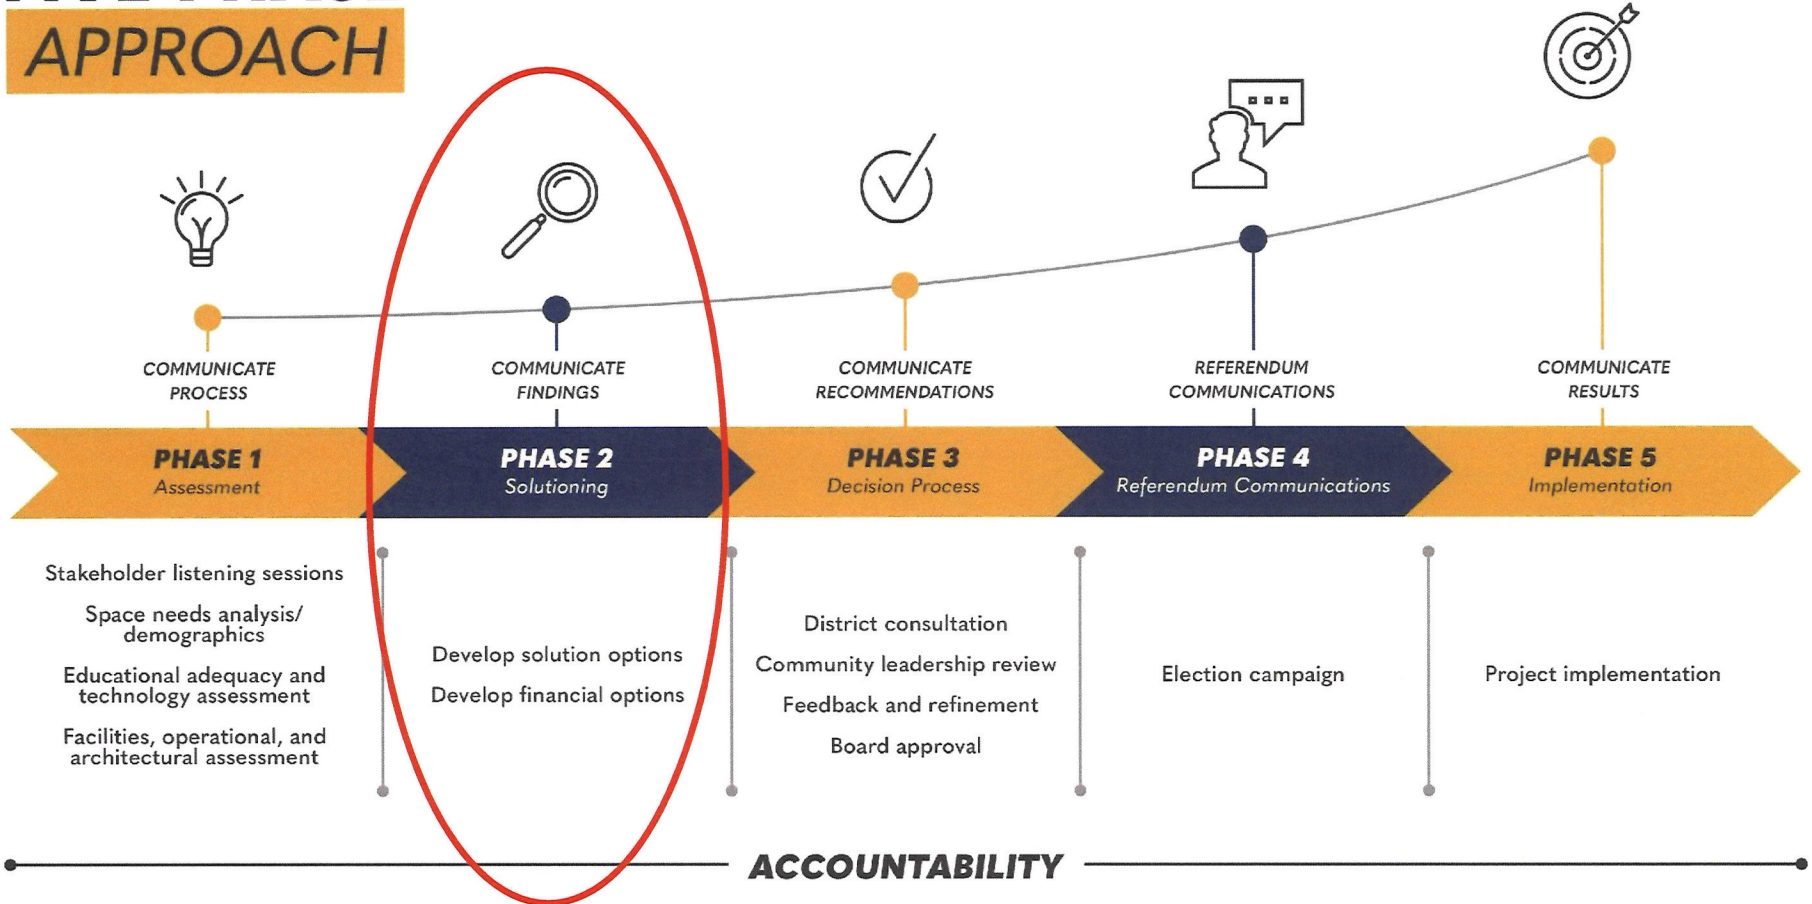 APPROACH
COMMUNICATE
PROCESS
COMMUNICATE
FINDINGS
COMMUNICATE
RECOMMENDATIONS
REFERENDUM
COMMUNICATIONS
COMMUNICATE
RESULTS
PHASE 1
Assessment
PHASE 2
Solutioning
PHASE 3
Decision Process
PHASE 4
Referendum Communications
PHASE 5
Implementation
Stakeholder listening sessions
Space needs analysis/
demographics
Educational adequacy and
technology assessment
Facilities, operational, and
architectural assessment
Develop solution options
Develop financial options
District consultation
Community leadership review
Feedback and refinement
Board approval
Election campaign
Project implementation
ACCOUNTABILITY